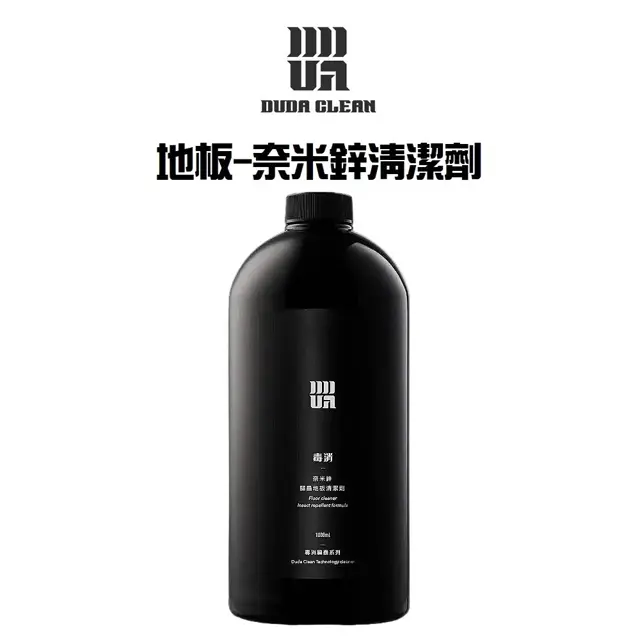 DUDA CLEAN
地板-奈米鋅清潔劑
毒消
奈米鋅
驅蟲地板清潔劑
Floor cleaner
Insect repellent formula
1000ml
毒消驅蟲系列
Duda Clean Technology cleaner